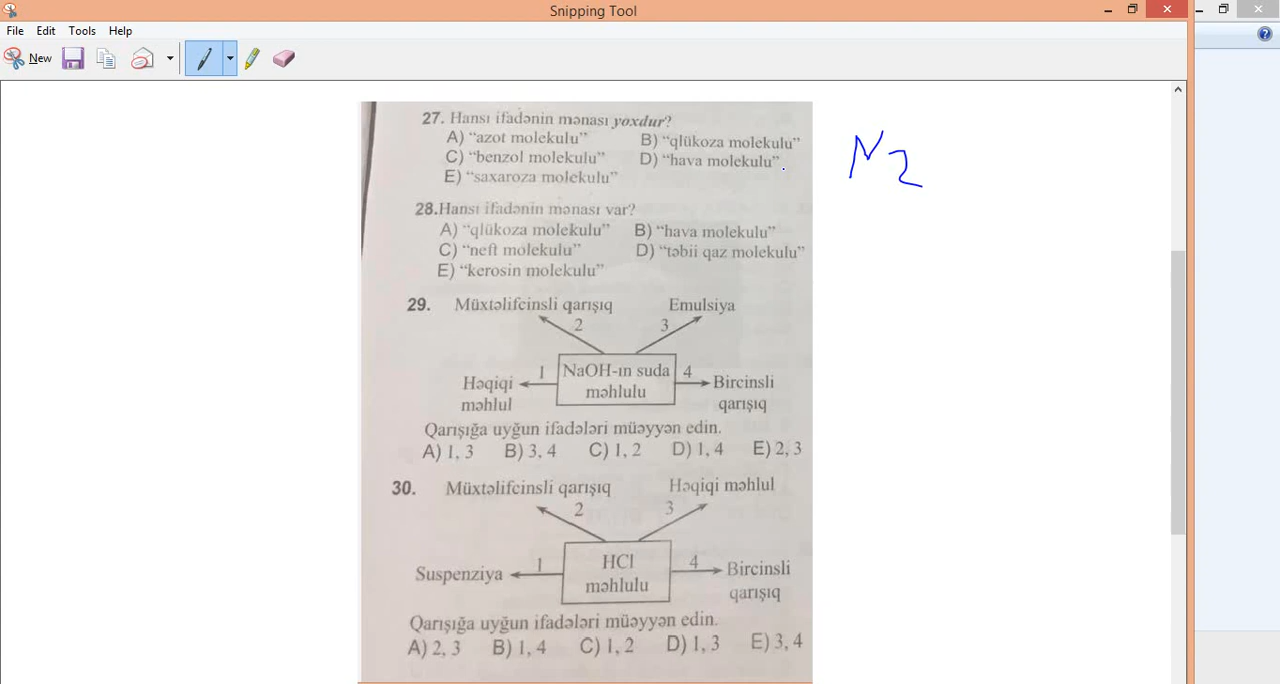 Snipping Tool
File Edit Tools Help
New
27. Hansı ifadənin mənası yoxdur?
A) “azot molekulu” B) “qlükoza molekulu”
C) “benzol molekulu” D) “hava molekulu”
E) “saxaroza molekulu”
N2
28.Hansı ifadənin mənası var?
A) “qlükoza molekulu” B) “hava molekulu”
C) “neft molekulu” D) “təbii qaz molekulu”
E) “kerosin molekulu”
29. Müxtəlifcinsli qarışıq Emulsiya
2 3
1 NaOH-ın suda 4
Həqiqi məhlulu Bircinsli
məhlul qarışıq
Qarışığa uyğun ifadələri müəyyən edin.
A) 1, 3 B) 3, 4 C) 1, 2 D) 1, 4 E) 2, 3
30. Müxtəlifcinsli qarışıq Həqiqi məhlul
2 3
1 HCl 4
Suspenziya məhlulu Bircinsli
qarışıq
Qarışığa uyğun ifadələri müəyyən edin.
A) 2, 3 B) 1, 4 C) 1, 2 D) 1, 3 E) 3, 4